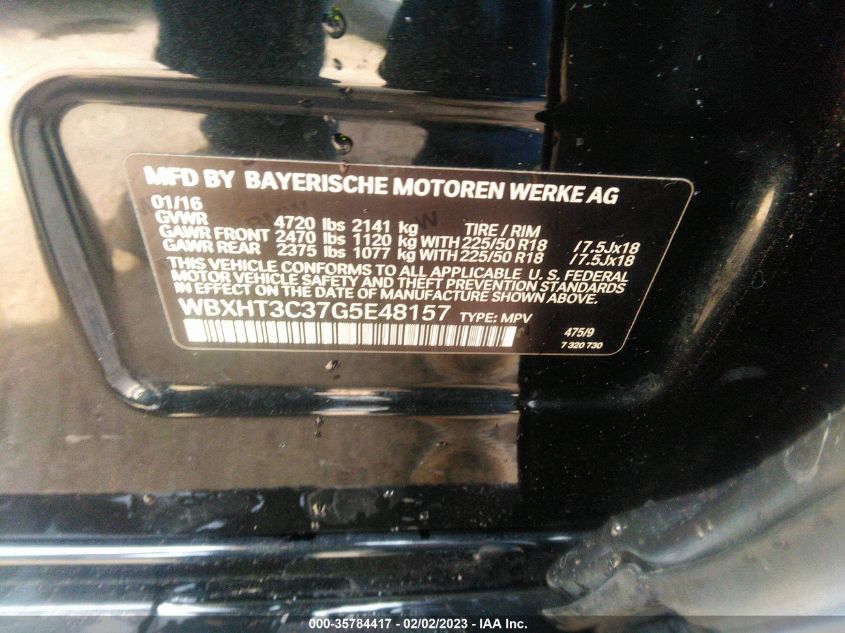 MFD BY BAYERISCHE MOTOREN WERKE AG
01/16
GVWR 4720 lbs 2141 kg TIRE / RIM
GAWR FRONT 2470 lbs 1120 kg WITH 225/50 R18 /7.5Jx18
GAWR REAR 2375 lbs 1077 kg WITH 225/50 R18 /7.5Jx18
THIS VEHICLE CONFORMS TO ALL APPLICABLE U. S. FEDERAL
MOTOR VEHICLE SAFETY AND THEFT PREVENTION STANDARDS
IN EFFECT ON THE DATE OF MANUFACTURE SHOWN ABOVE.
WBXHT3C37G5E48157 TYPE: MPV
475/9
7 320 730
000-35784417 - 02/02/2023 - © IAA Inc.